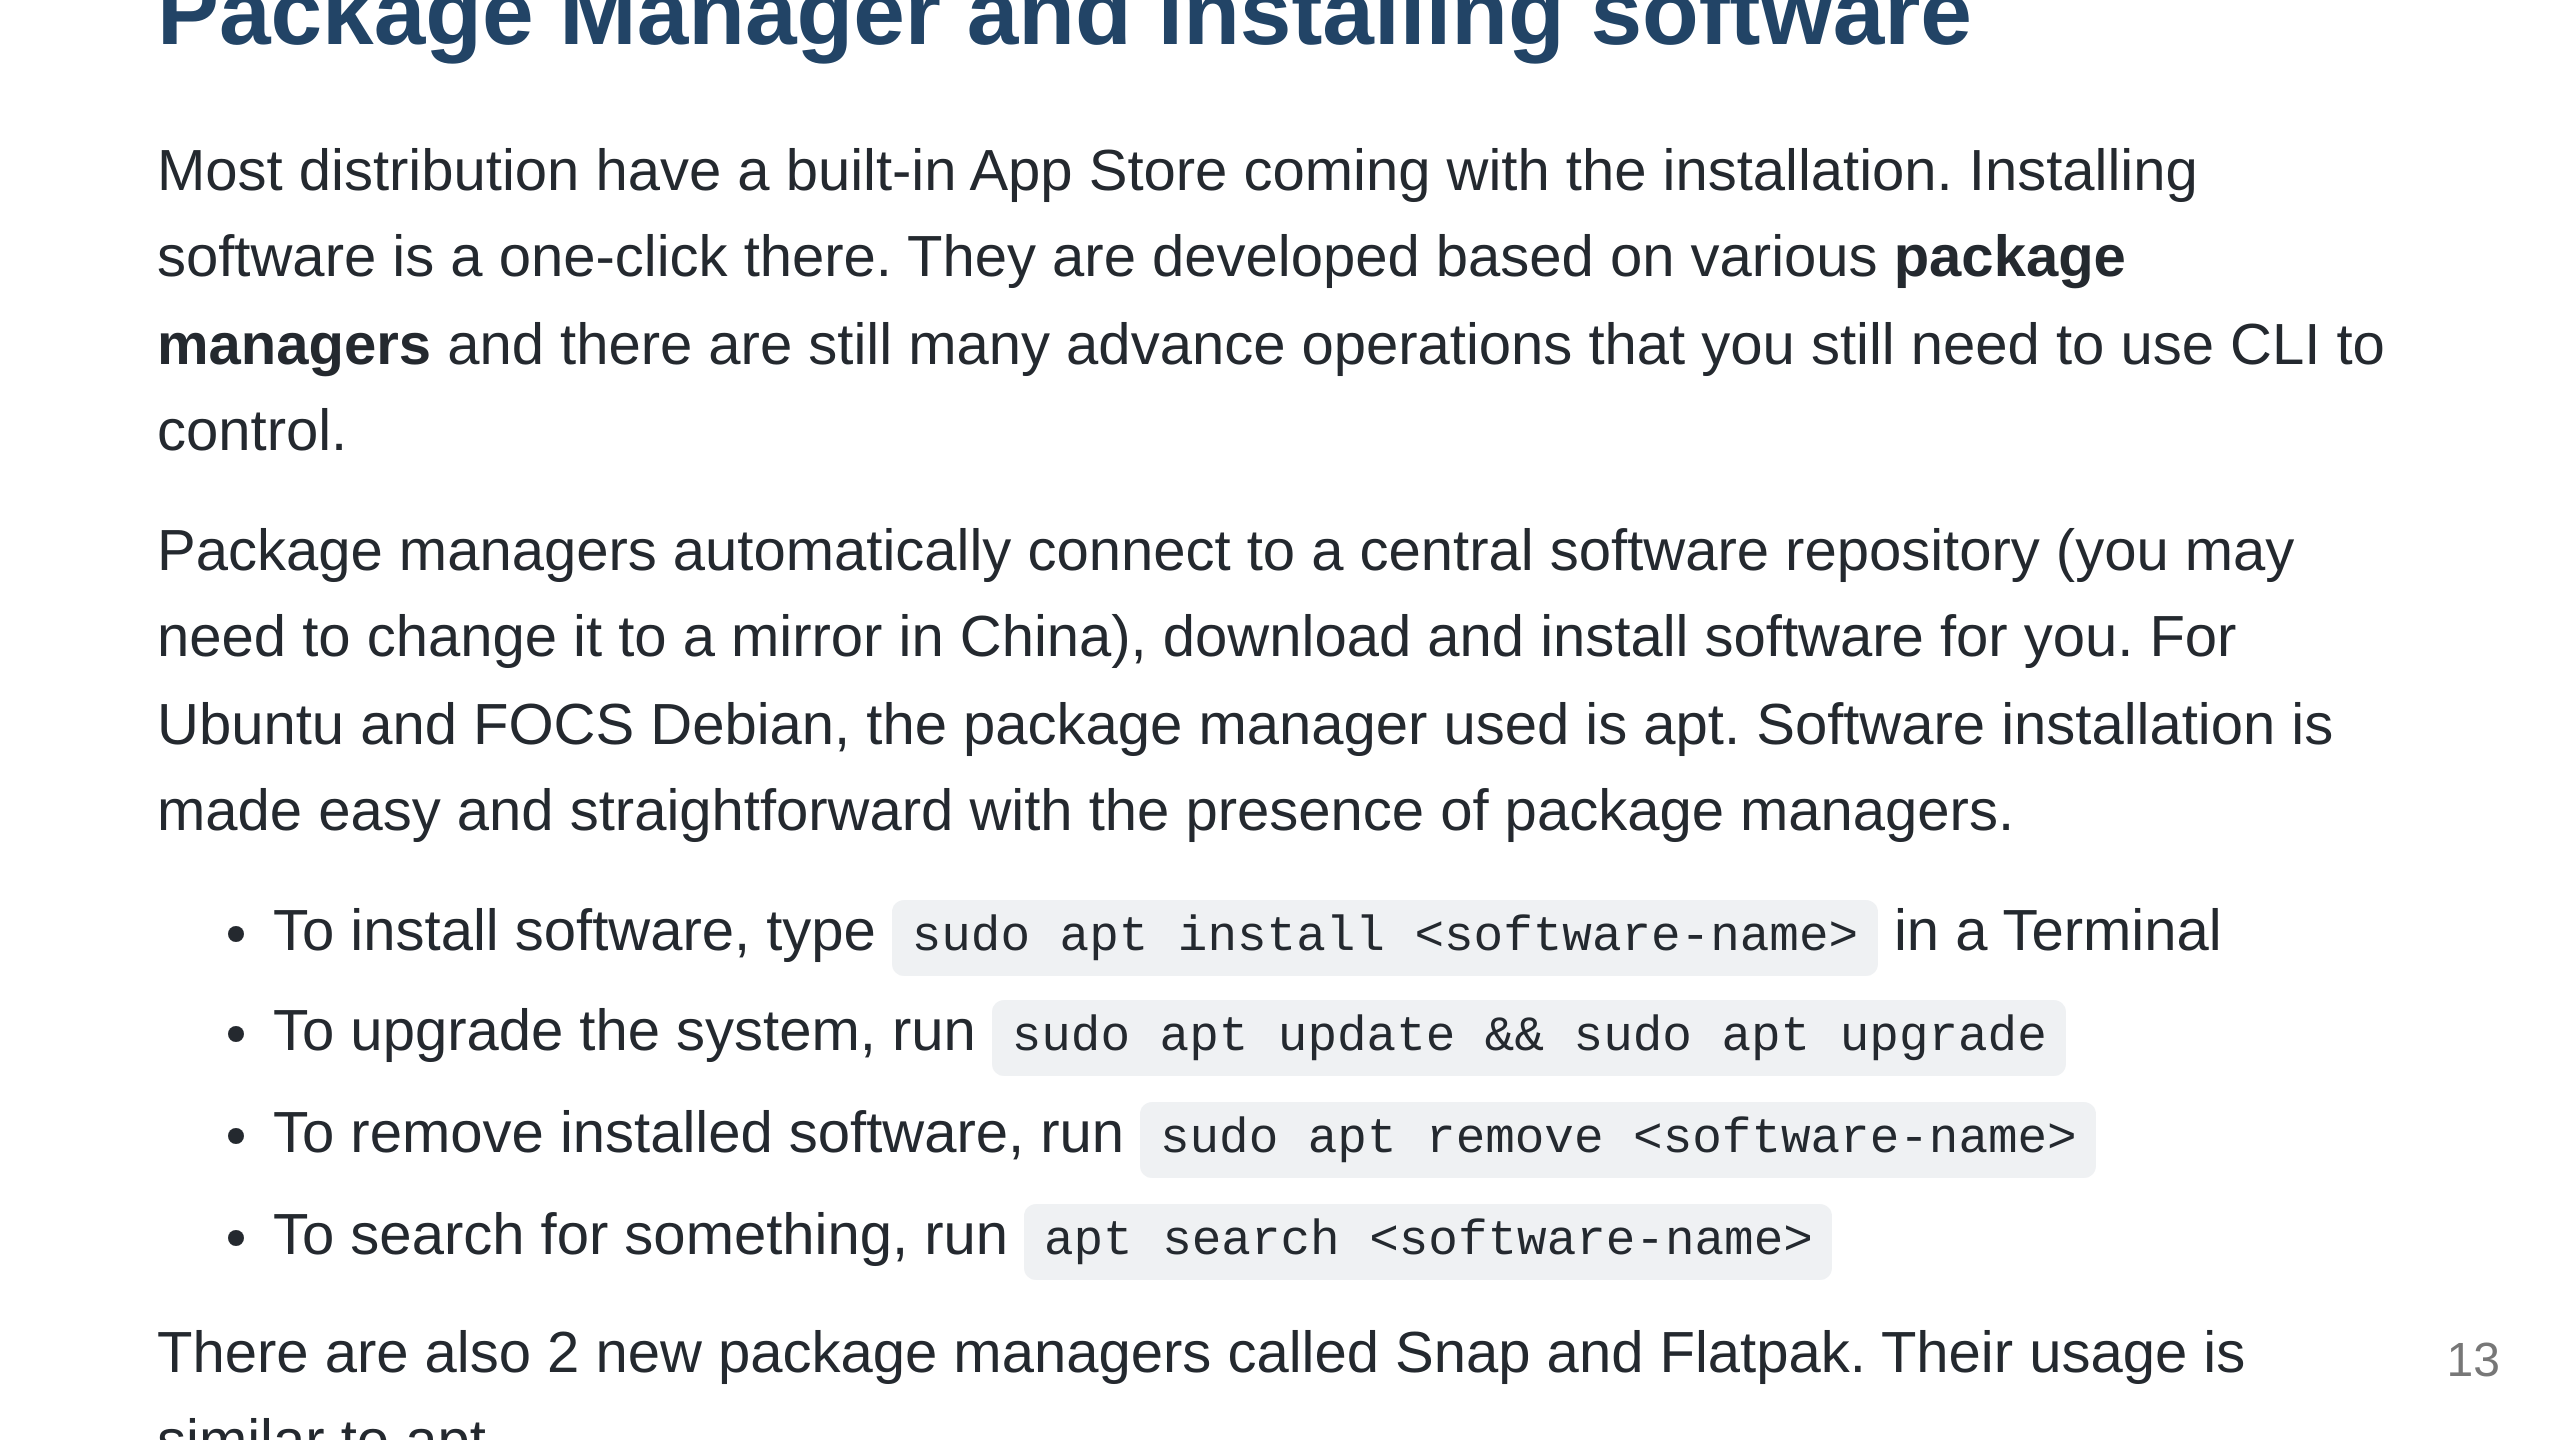 Package Manager and installing software
Most distribution have a built-in App Store coming with the installation. Installing
software is a one-click there. They are developed based on various package
managers and there are still many advance operations that you still need to use CLI to
control.
Package managers automatically connect to a central software repository (you may
need to change it to a mirror in China), download and install software for you. For
Ubuntu and FOCS Debian, the package manager used is apt. Software installation is
made easy and straightforward with the presence of package managers.
• To install software, type sudo apt install <software-name> in a Terminal
• To upgrade the system, run sudo apt update && sudo apt upgrade
• To remove installed software, run sudo apt remove <software-name>
• To search for something, run apt search <software-name>
There are also 2 new package managers called Snap and Flatpak. Their usage is
13
similar to apt